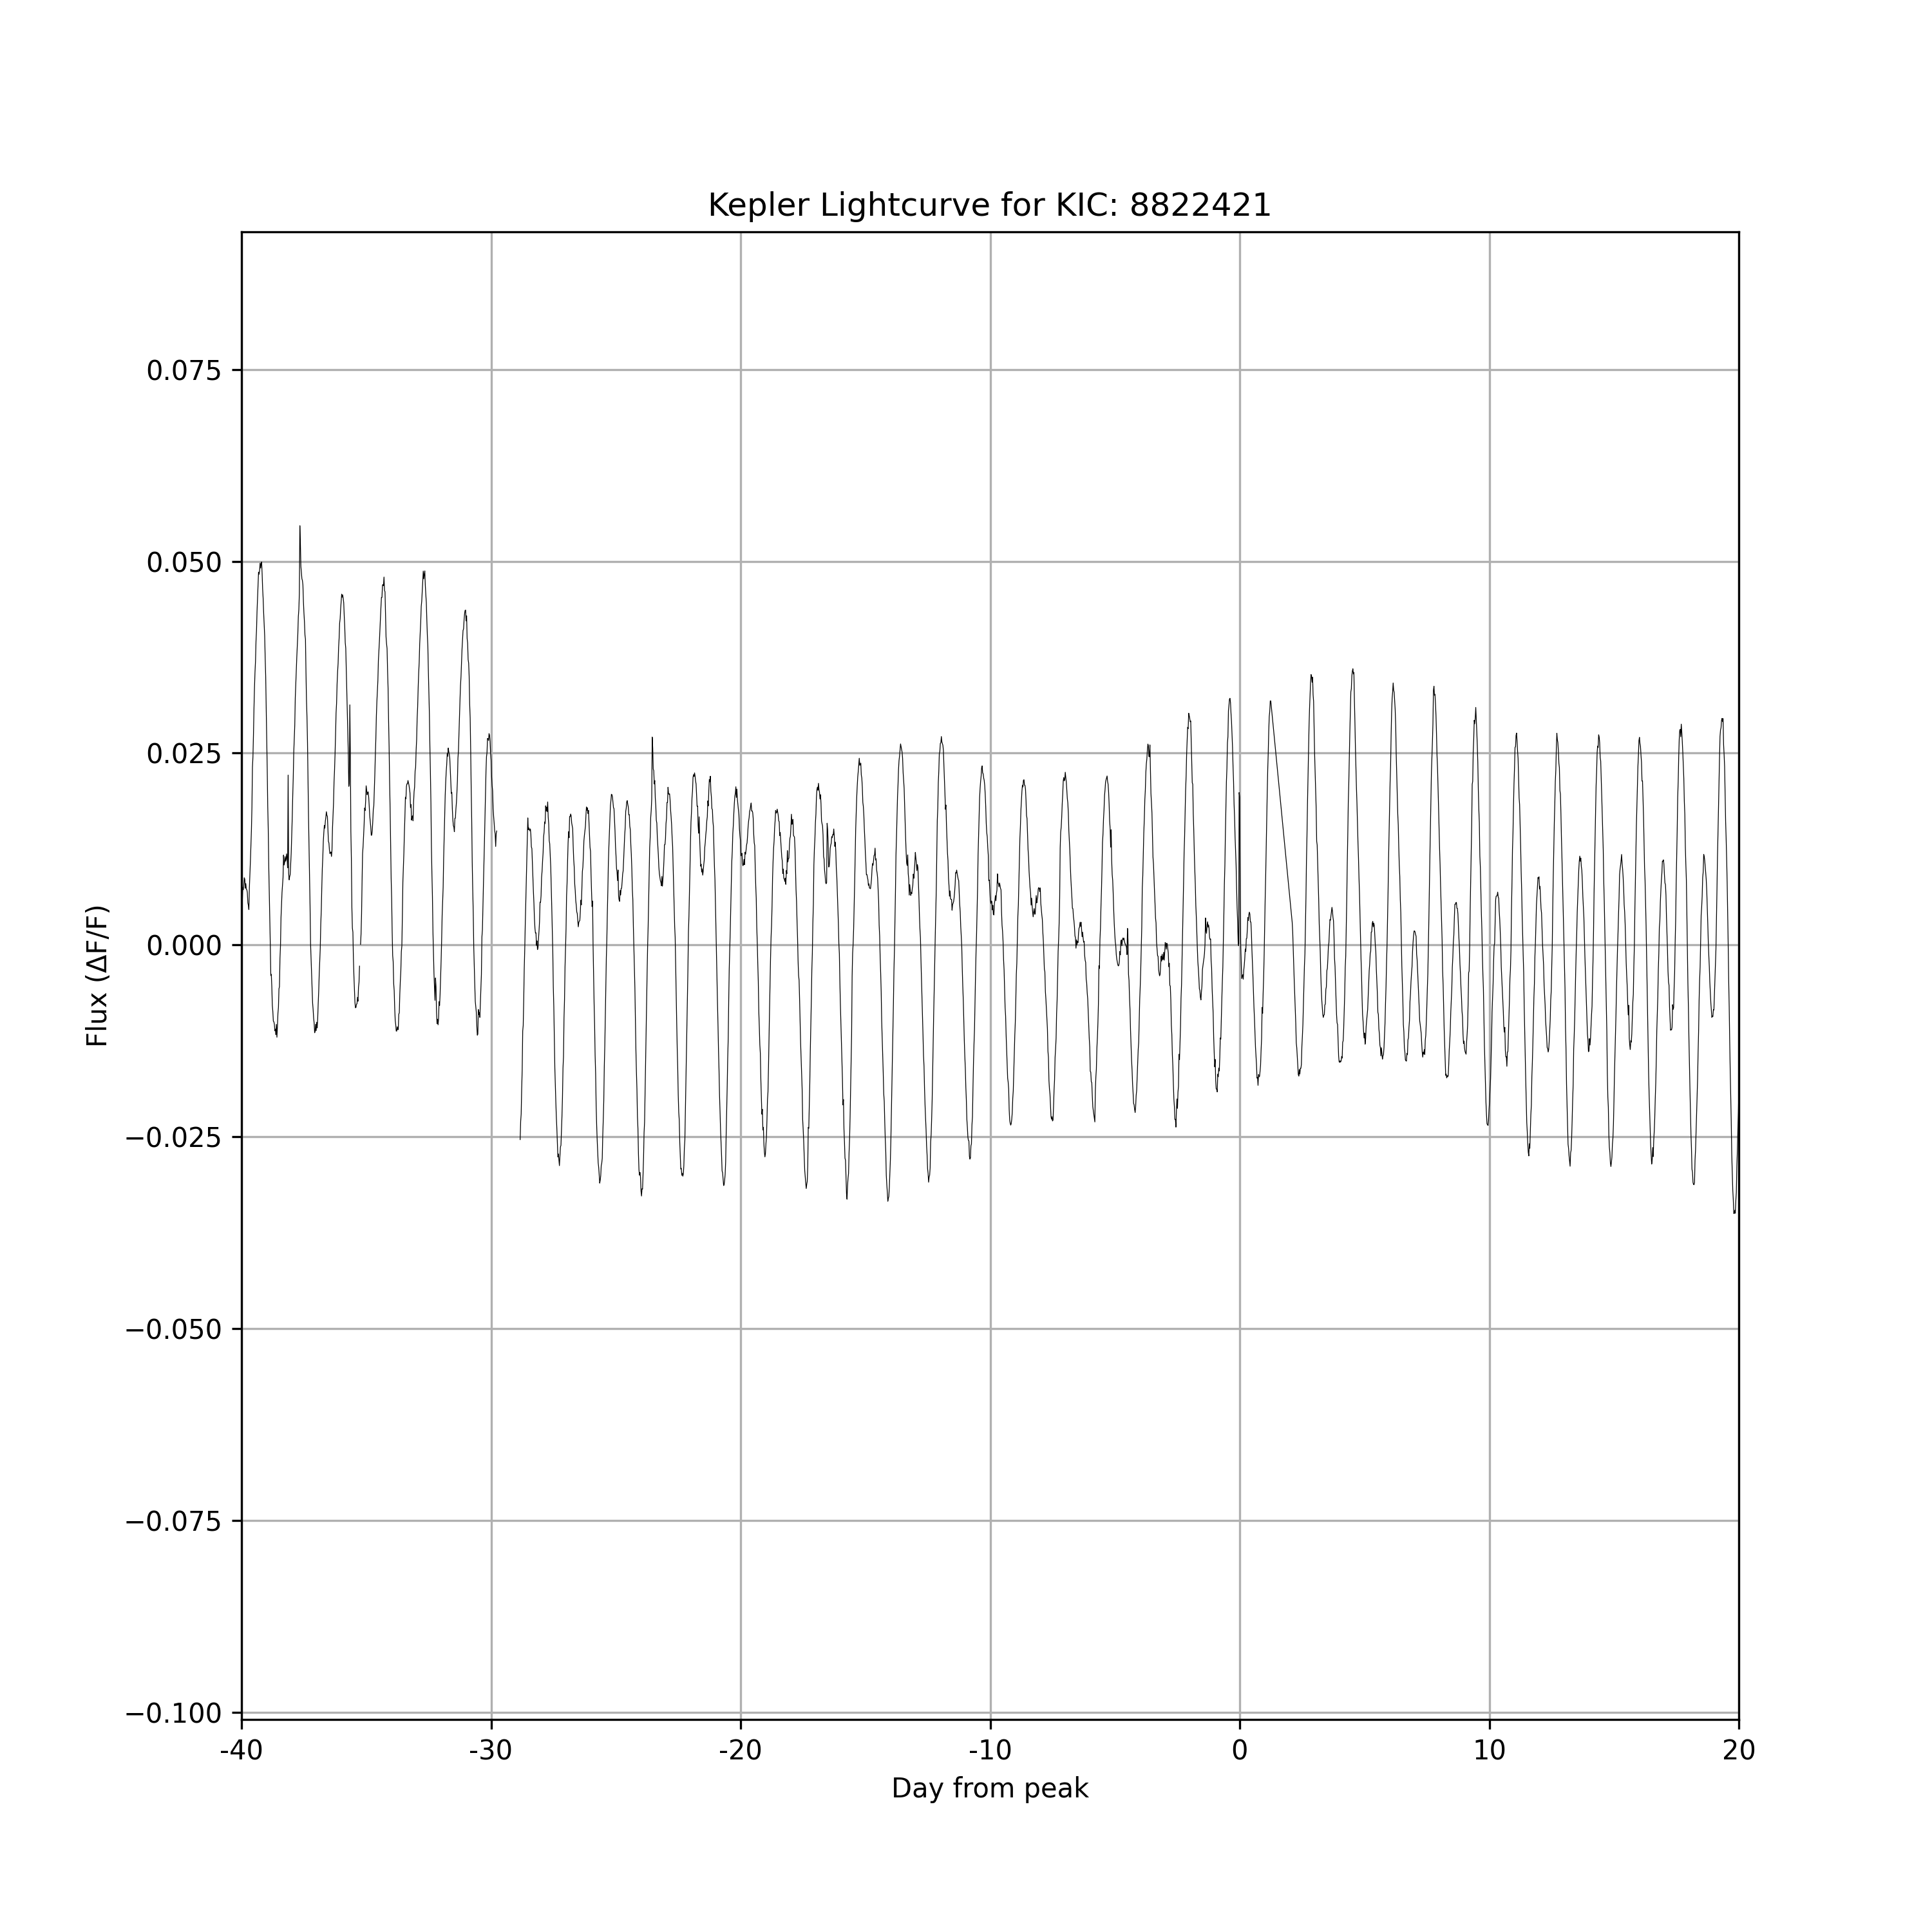 Kepler Lightcurve for KIC: 8822421
0.075
0.050
0.025
0.000
−0.025
−0.050
−0.075
−0.100
Flux (ΔF/F)
-40 -30 -20 -10 0 10 20
Day from peak